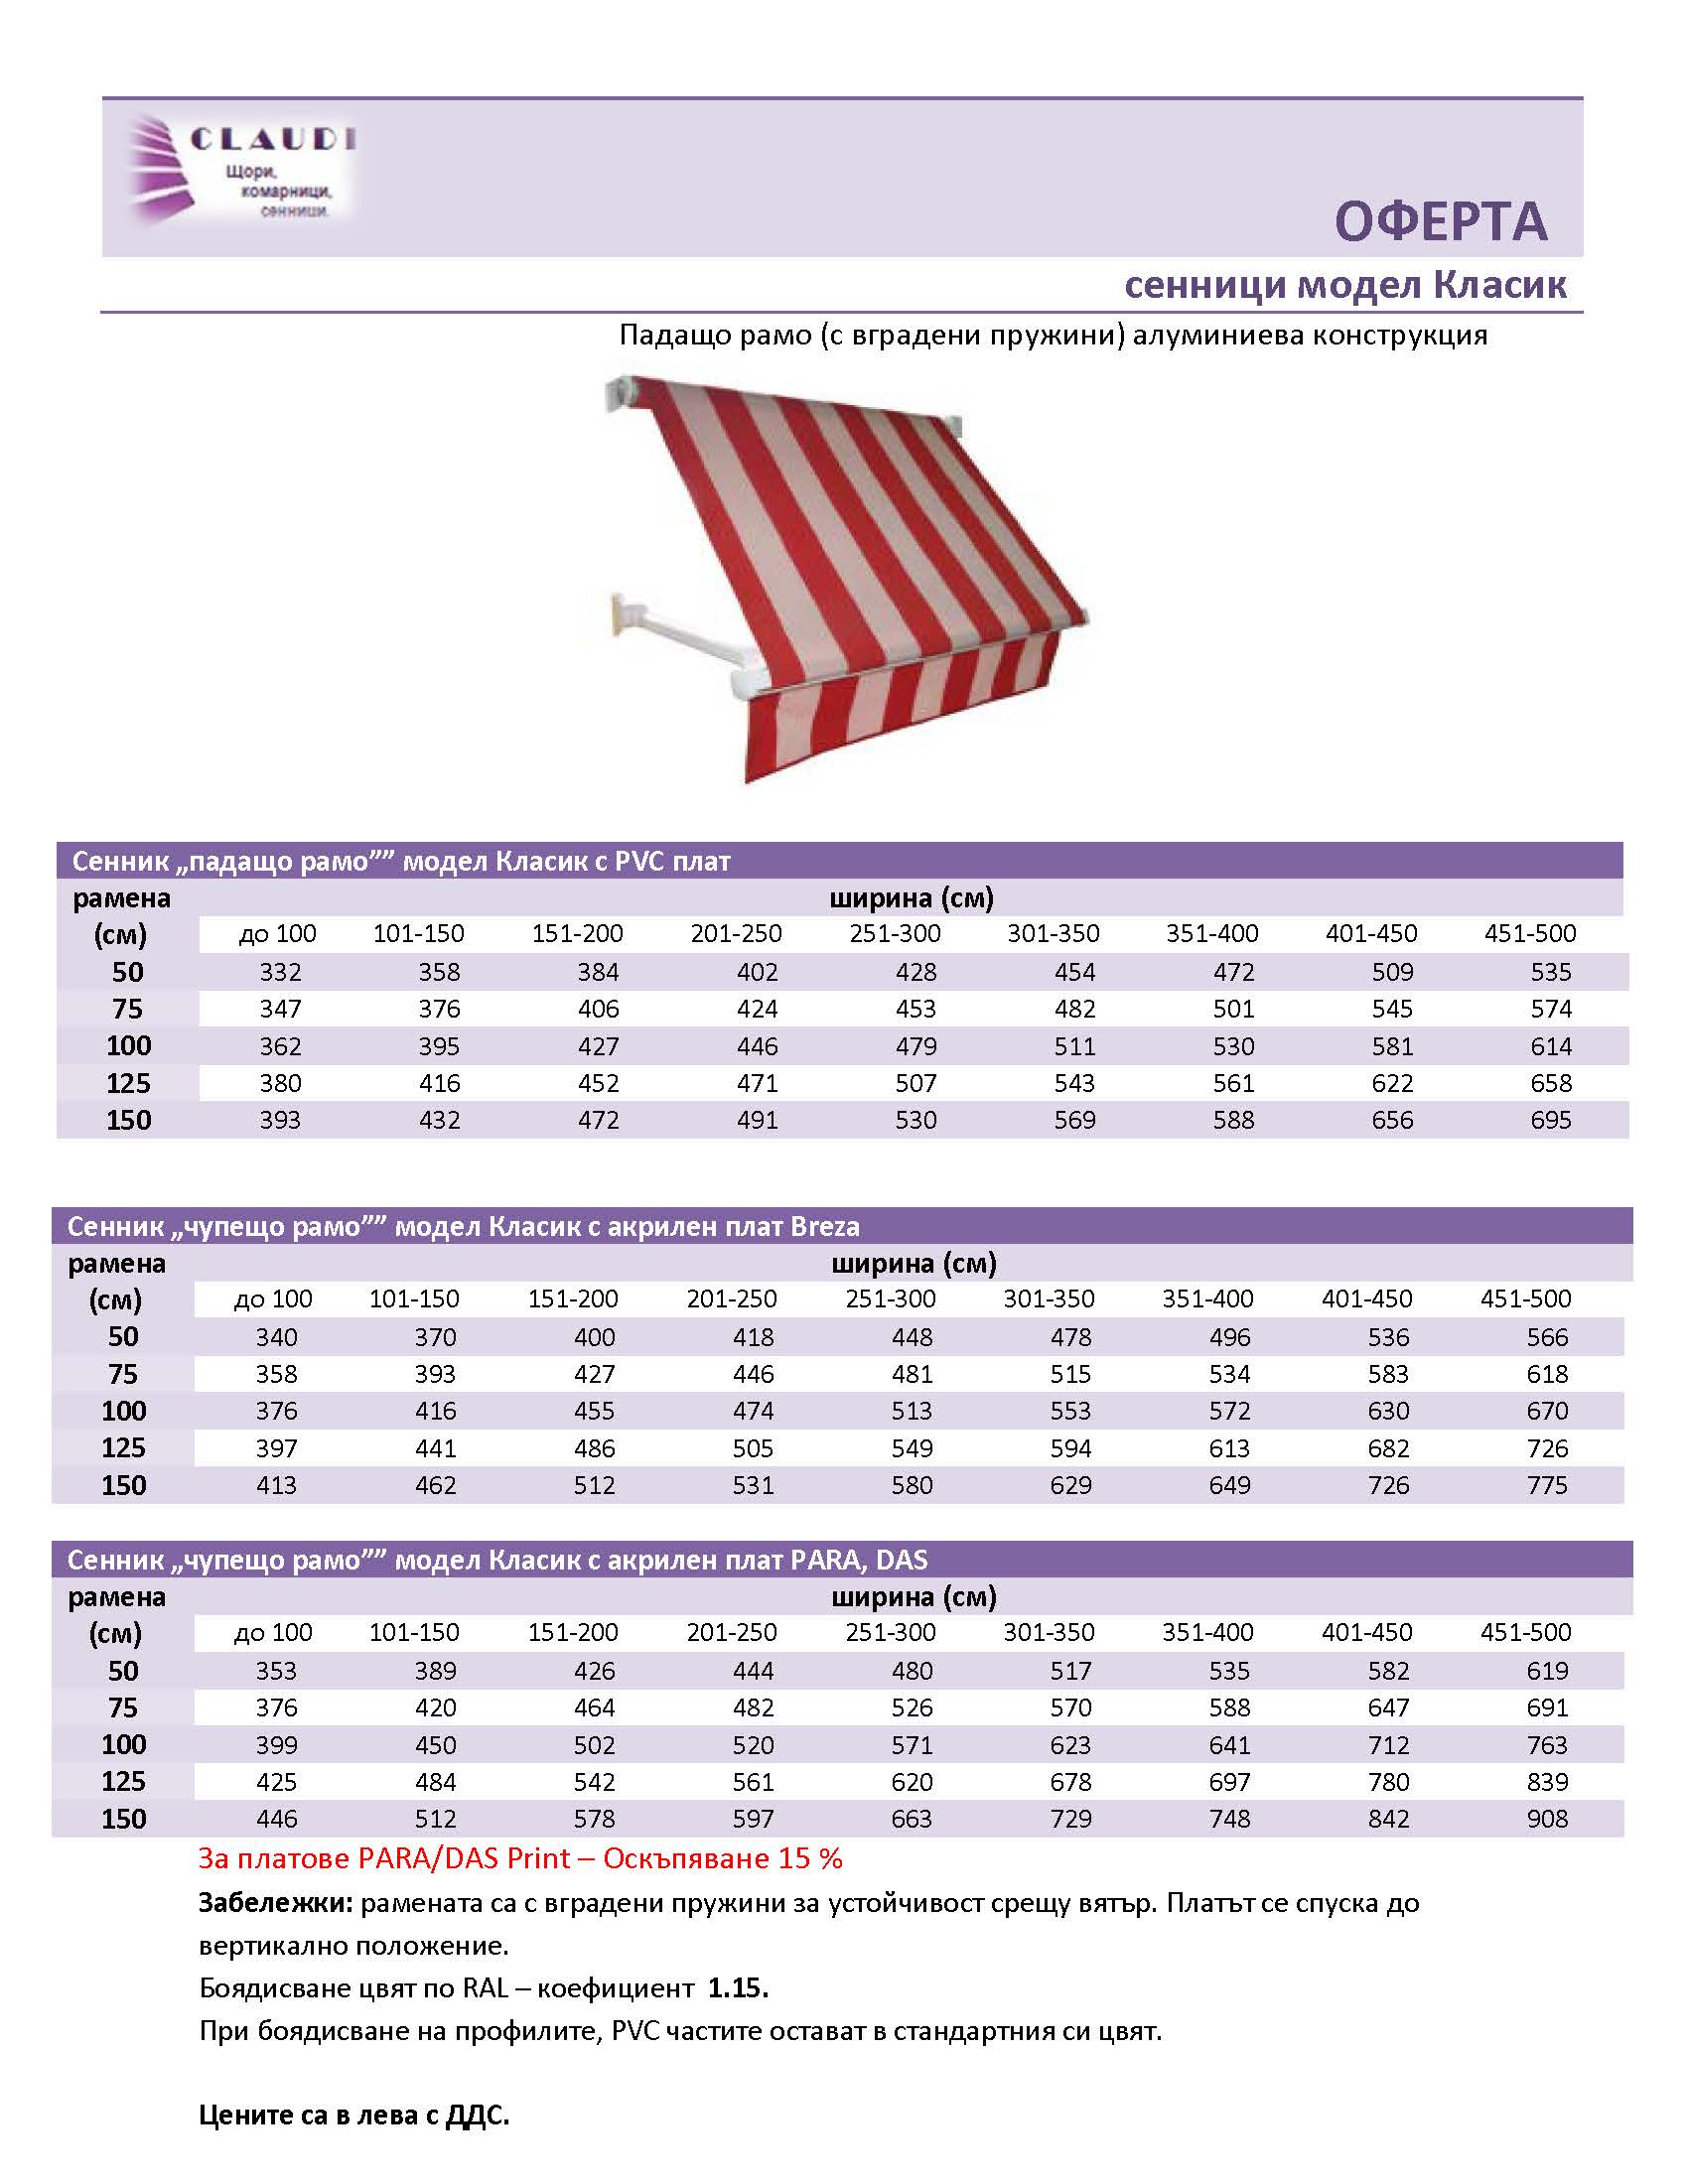 CLAUDI
Щори,
комарници,
сенници.
ОФЕРТА
сенници модел Класик
Падащо рамо (с вградени пружини) алуминиева конструкция
Сенник „падащо рамо”” модел Класик с PVC плат
рамена ширина (см)
(см) до 100 101-150 151-200 201-250 251-300 301-350 351-400 401-450 451-500
50 332 358 384 402 428 454 472 509 535
75 347 376 406 424 453 482 501 545 574
100 362 395 427 446 479 511 530 581 614
125 380 416 452 471 507 543 561 622 658
150 393 432 472 491 530 569 588 656 695
Сенник „чупещо рамо”” модел Класик с акрилен плат Breza
рамена ширина (см)
(см) до 100 101-150 151-200 201-250 251-300 301-350 351-400 401-450 451-500
50 340 370 400 418 448 478 496 536 566
75 358 393 427 446 481 515 534 583 618
100 376 416 455 474 513 553 572 630 670
125 397 441 486 505 549 594 613 682 726
150 413 462 512 531 580 629 649 726 775
Сенник „чупещо рамо”” модел Класик с акрилен плат PARA, DAS
рамена ширина (см)
(см) до 100 101-150 151-200 201-250 251-300 301-350 351-400 401-450 451-500
50 353 389 426 444 480 517 535 582 619
75 376 420 464 482 526 570 588 647 691
100 399 450 502 520 571 623 641 712 763
125 425 484 542 561 620 678 697 780 839
150 446 512 578 597 663 729 748 842 908
За платове PARA/DAS Print – Оскъпяване 15 %
Забележки: рамената са с вградени пружини за устойчивост срещу вятър. Платът се спуска до
вертикално положение.
Боядисване цвят по RAL – коефициент 1.15.
При боядисване на профилите, PVC частите остават в стандартния си цвят.
Цените са в лева с ДДС.